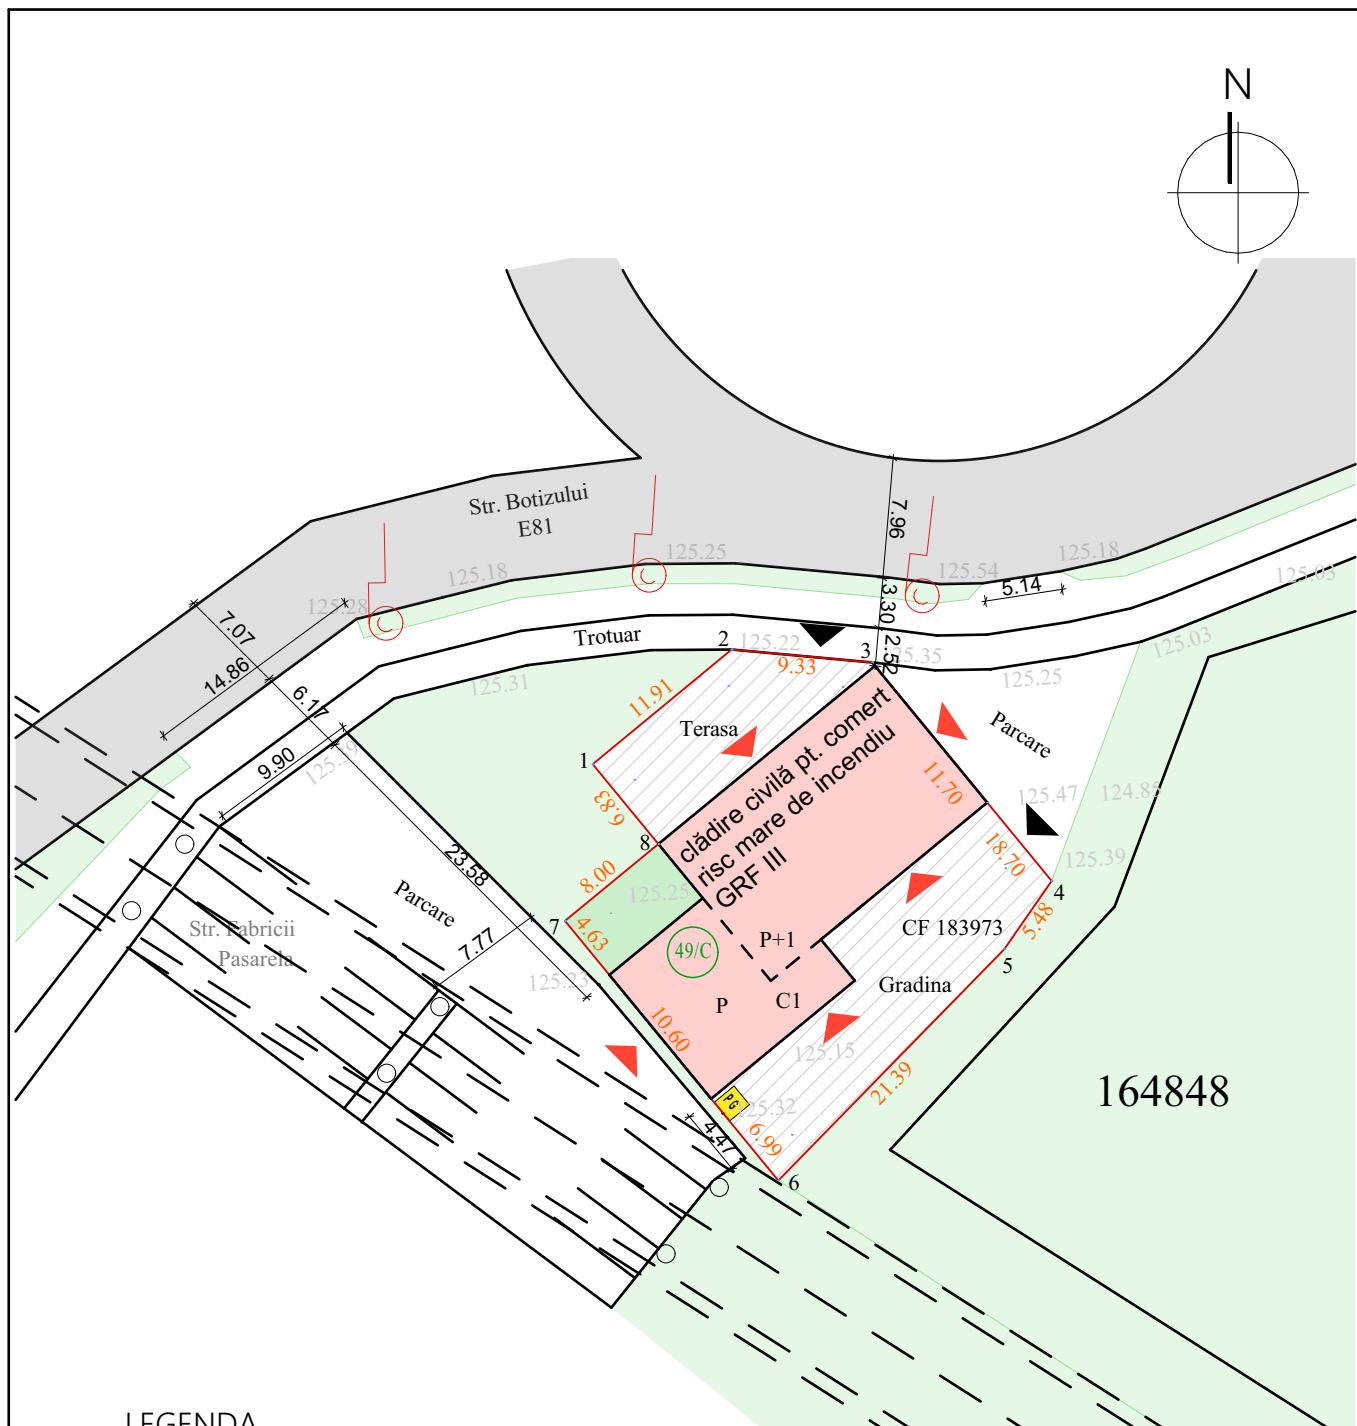 N
Str. Botizului
E81
7.96
125.25
125.18
125.54
125.18
125.03
5.14
125.28
3.30
7.07
Trotuar
2
125.22
3
2.52
125.35
125.03
14.86
9.33
125.25
6.17
125.31
11.91
Terasa
Parcare
125.39
9.90
1
clădire civilă pt. comert
risc mare de incendiu
GRF III
11.70
125.47
124.85
6.83
8
18.70
125.39
23.58
8.00
125.25
4
Parcare
Str. Fabricii
Pasarela
7
4.63
49/C
P+1
CF 183973
5.48
7.77
5
125.23
P
C1
Gradina
10.60
125.15
21.39
164848
PG
125.32
4.47
6.99
6
LEGENDA